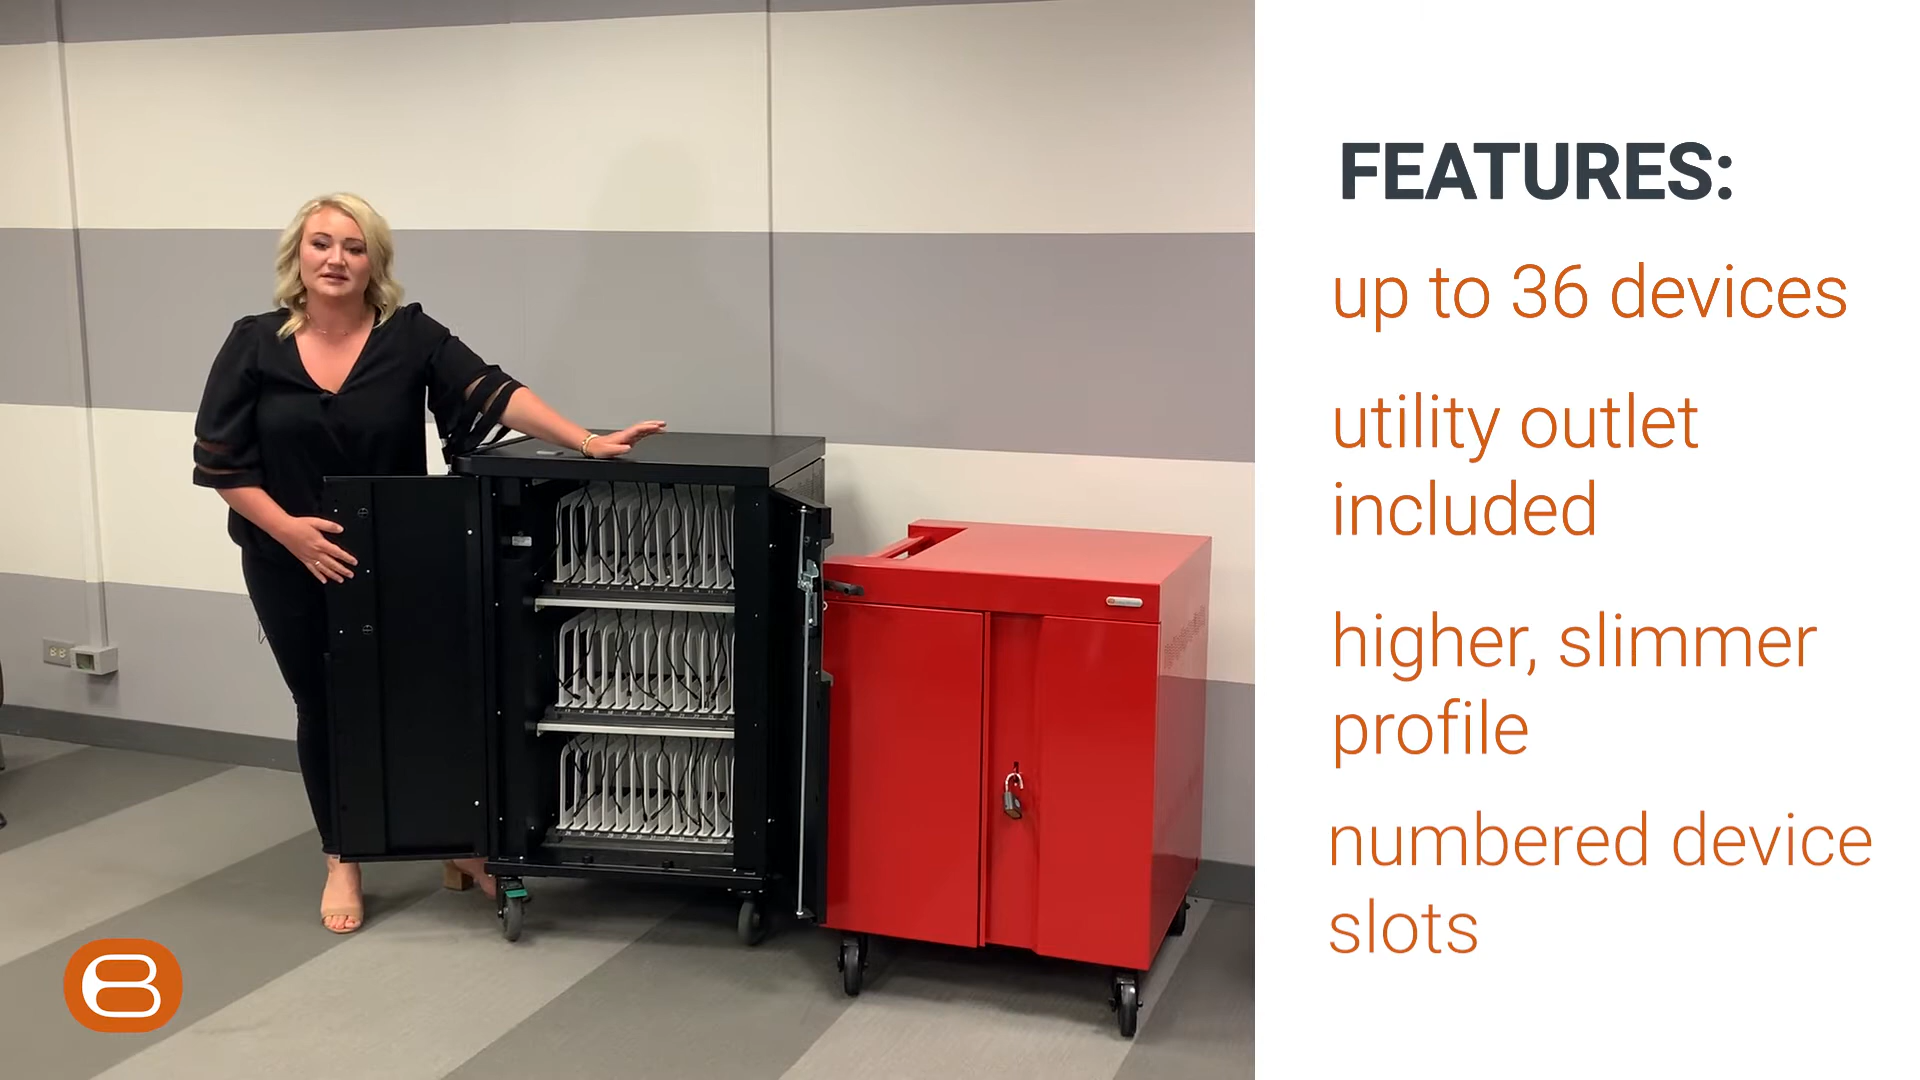 FEATURES:
up to 36 devices
utility outlet
included
higher, slimmer
profile
numbered device
slots